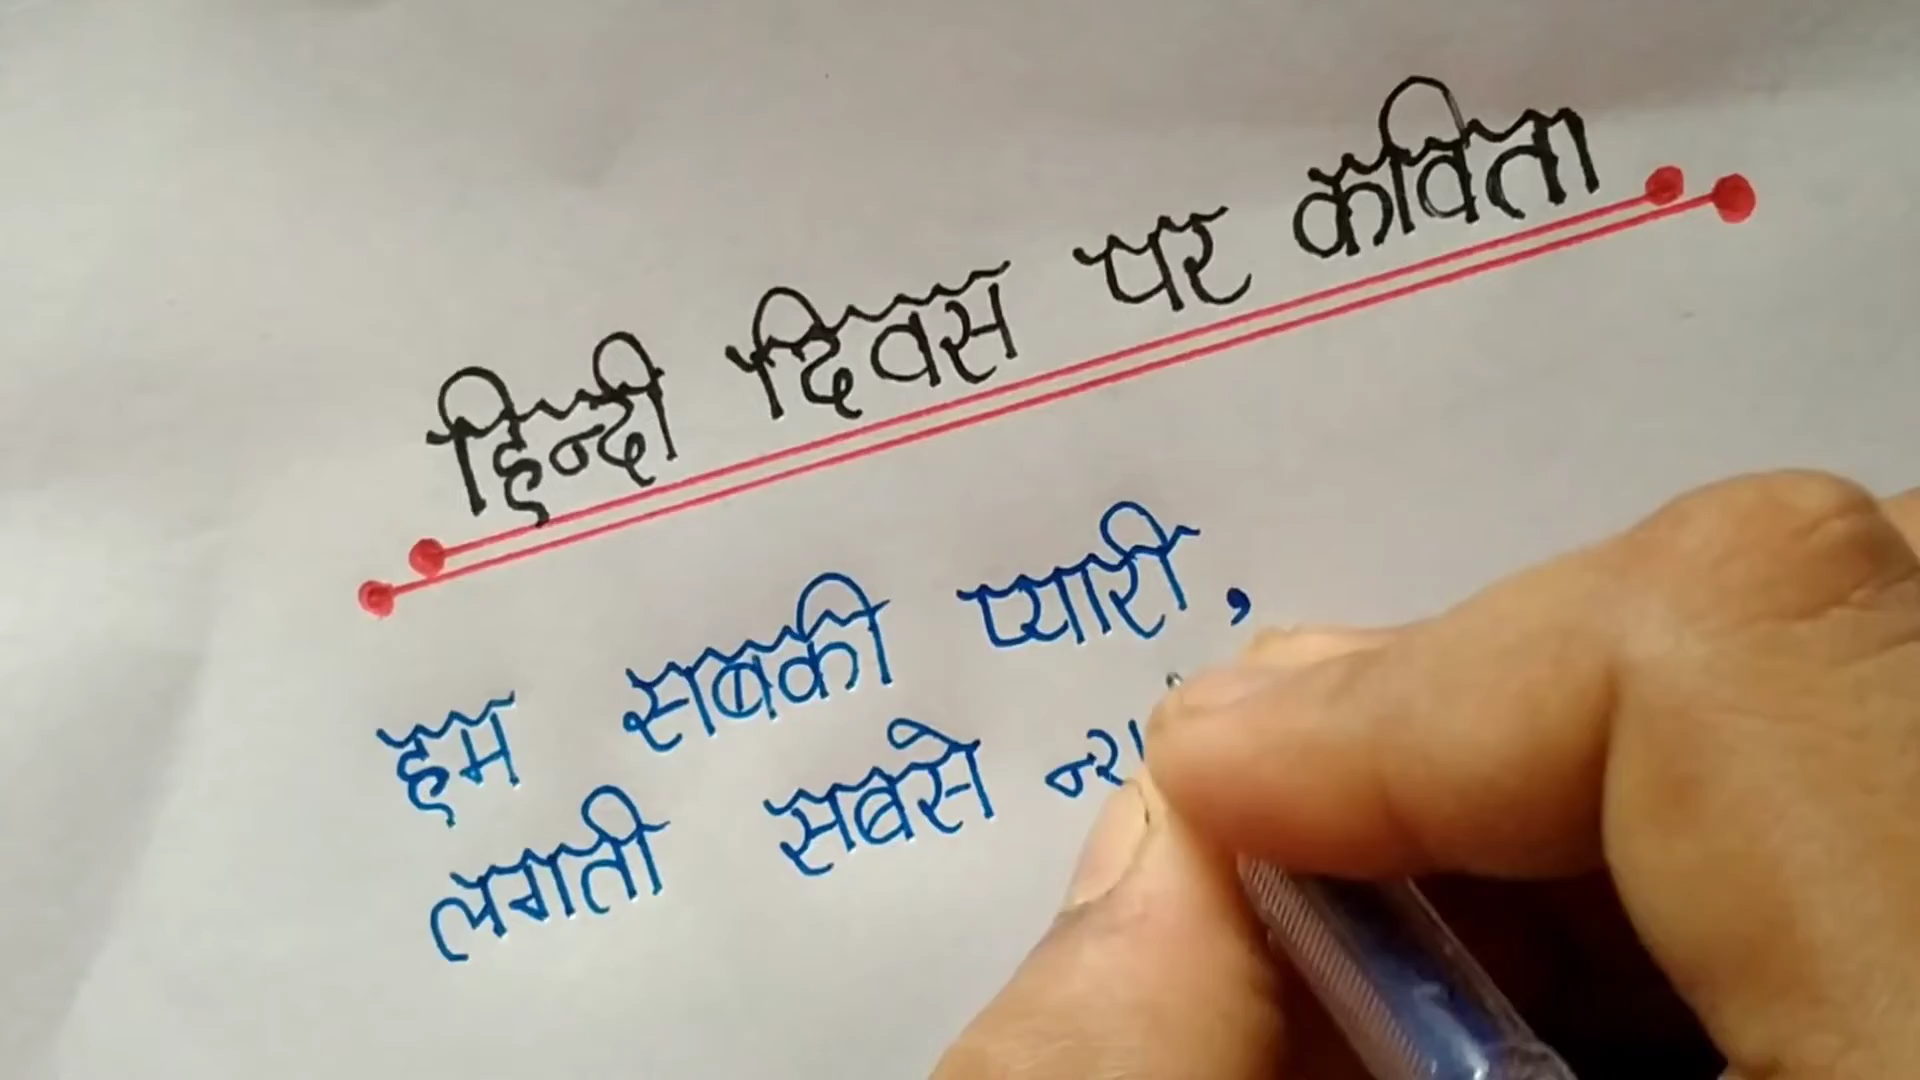 हिन्दी दिवस पर कविता
हम सबकी प्यारी,
लगती सबसे